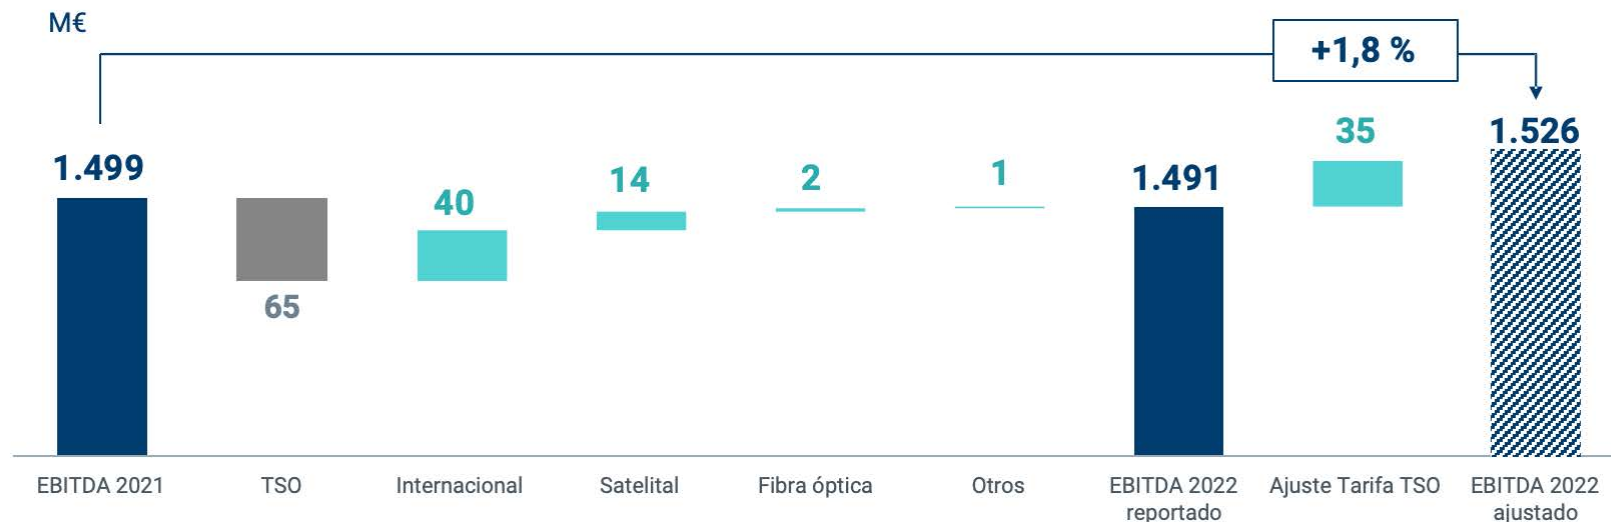 M€
+1,8 %
1.499
65
40
14
2
1
1.491
35
1.526
EBITDA 2021
TSO
Internacional
Satelital
Fibra óptica
Otros
EBITDA 2022
reportado
Ajuste Tarifa TSO
EBITDA 2022
ajustado